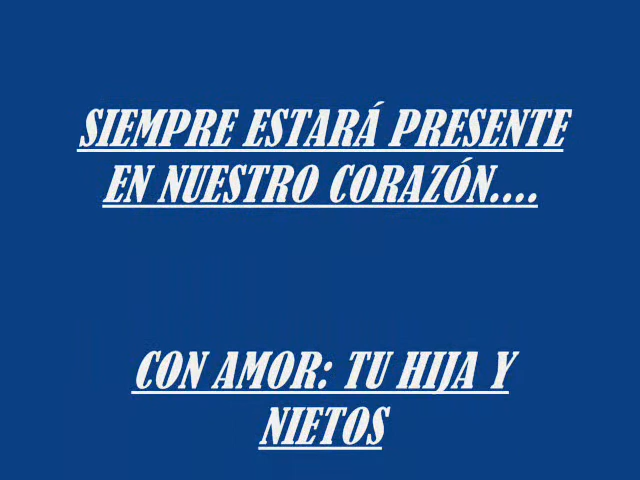 SIEMPRE ESTARÁ PRESENTE
EN NUESTRO CORAZÓN....
CON AMOR: TU HIJA Y
NIETOS